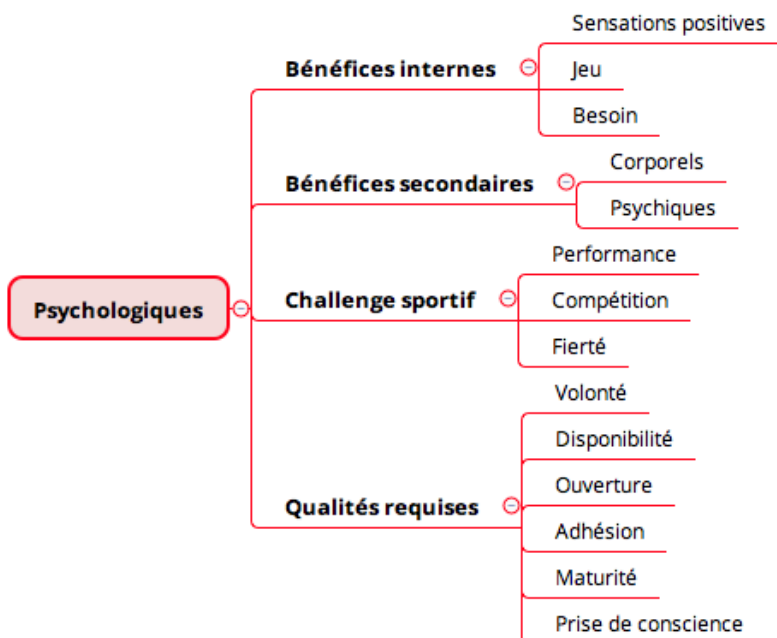 Psychologiques
Bénéfices internes
Sensations positives
Jeu
Besoin
Bénéfices secondaires
Corporels
Psychiques
Challenge sportif
Performance
Compétition
Fierté
Qualités requises
Volonté
Disponibilité
Ouverture
Adhésion
Maturité
Prise de conscience